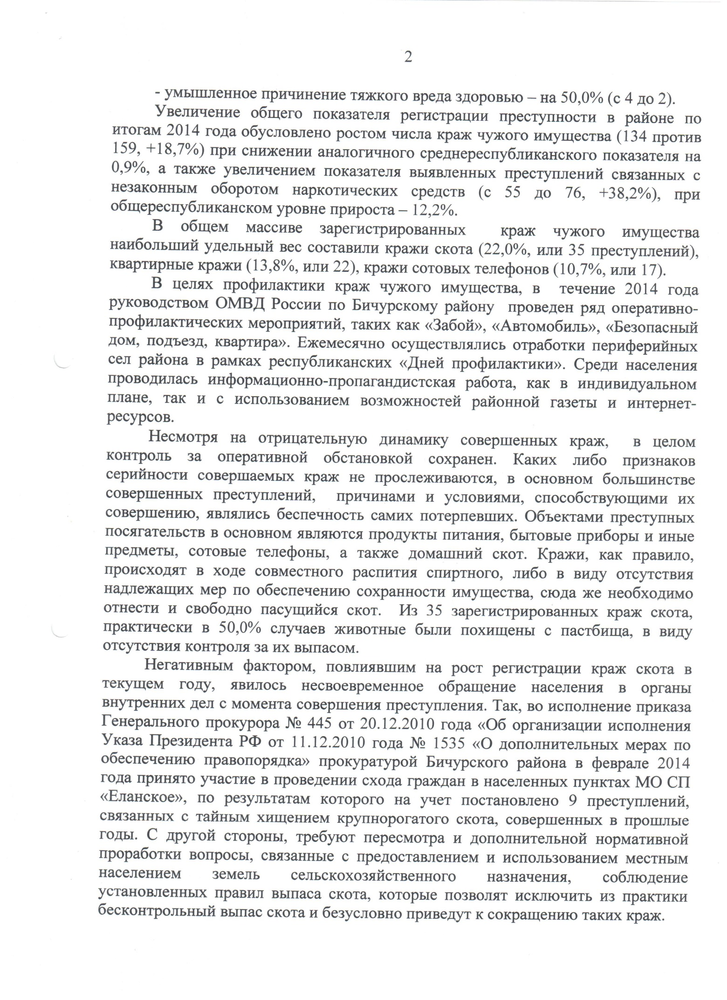 2
- умышленное причинение тяжкого вреда здоровью – на 50,0% (с 4 до 2).
Увеличение общего показателя регистрации преступности в районе по
итогам 2014 года обусловлено ростом числа краж чужого имущества (134 против
159, +18,7%) при снижении аналогичного среднереспубликанского показателя на
0,9%, а также увеличением показателя выявленных преступлений связанных с
незаконным оборотом наркотических средств (с 55 до 76, +38,2%), при
общереспубликанском уровне прироста – 12,2%.
В общем массиве зарегистрированных краж чужого имущества
наибольший удельный вес составили кражи скота (22,0%, или 35 преступлений),
квартирные кражи (13,8%, или 22), кражи сотовых телефонов (10,7%, или 17).
В целях профилактики краж чужого имущества, в течение 2014 года
руководством ОМВД России по Бичурскому району проведен ряд оперативно-
профилактических мероприятий, таких как «Забой», «Автомобиль», «Безопасный
дом, подъезд, квартира». Ежемесячно осуществлялись отработки периферийных
сел района в рамках республиканских «Дней профилактики». Среди населения
проводилась информационно-пропагандистская работа, как в индивидуальном
плане, так и с использованием возможностей районной газеты и интернет-
ресурсов.
Несмотря на отрицательную динамику совершенных краж, в целом
контроль за оперативной обстановкой сохранен. Каких либо признаков
серийности совершаемых краж не прослеживаются, в основном большинстве
совершенных преступлений, причинами и условиями, способствующими их
совершению, являлись беспечность самих потерпевших. Объектами преступных
посягательств в основном являются продукты питания, бытовые приборы и иные
предметы, сотовые телефоны, а также домашний скот. Кражи, как правило,
происходят в ходе совместного распития спиртного, либо в виду отсутствия
надлежащих мер по обеспечению сохранности имущества, сюда же необходимо
отнести и свободно пасущийся скот. Из 35 зарегистрированных краж скота,
практически в 50,0% случаев животные были похищены с пастбища, в виду
отсутствия контроля за их выпасом.
Негативным фактором, повлиявшим на рост регистрации краж скота в
текущем году, явилось несвоевременное обращение населения в органы
внутренних дел с момента совершения преступления. Так, во исполнение приказа
Генерального прокурора № 445 от 20.12.2010 года «Об организации исполнения
Указа Президента РФ от 11.12.2010 года № 1535 «О дополнительных мерах по
обеспечению правопорядка» прокуратурой Бичурского района в феврале 2014
года принято участие в проведении схода граждан в населенных пунктах МО СП
«Еланское», по результатам которого на учет постановлено 9 преступлений,
связанных с тайным хищением крупнорогатого скота, совершенных в прошлые
годы. С другой стороны, требуют пересмотра и дополнительной нормативной
проработки вопросы, связанные с предоставлением и использованием местным
населением земель сельскохозяйственного назначения, соблюдение
установленных правил выпаса скота, которые позволят исключить из практики
бесконтрольный выпас скота и безусловно приведут к сокращению таких краж.